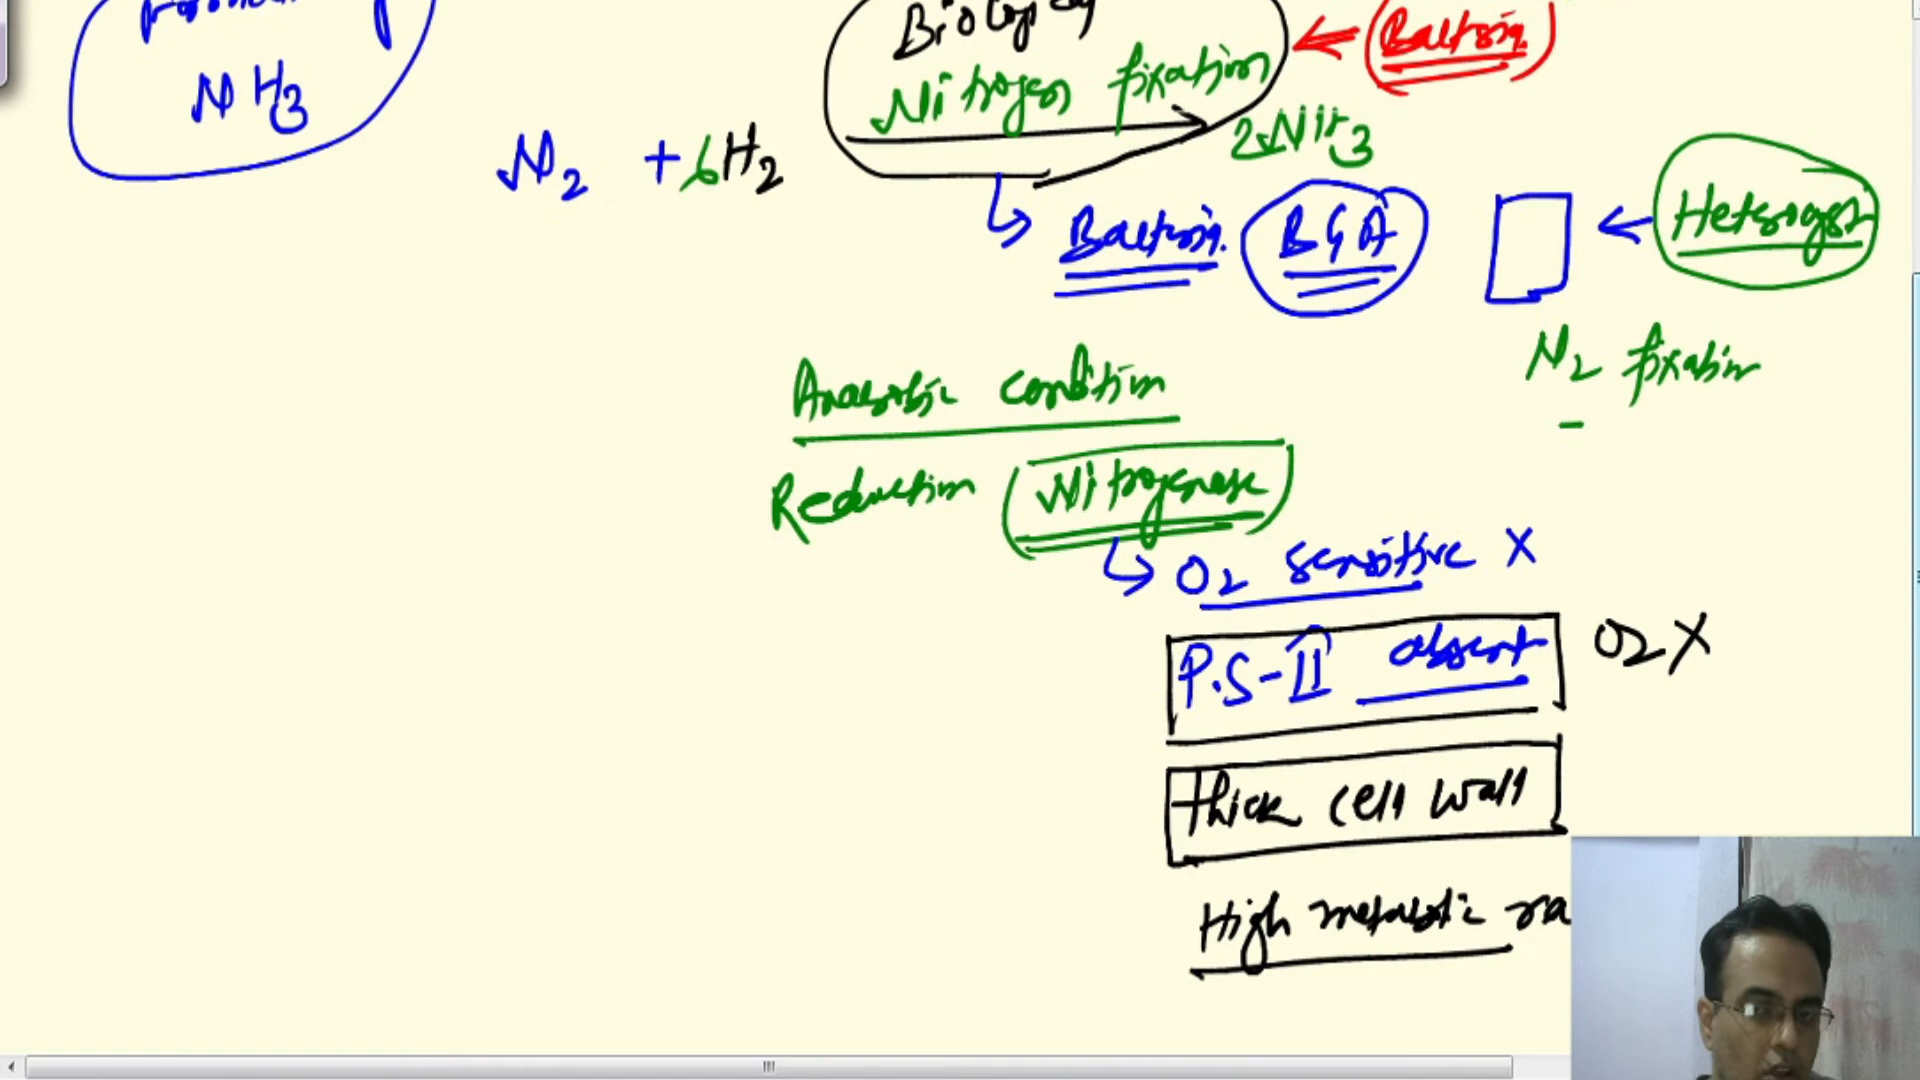 NH3
Biology
Nitrogen fixation
Bacteria
N2 + 6H2
2NH3
Bacteria BGA
Heterocyst
N2 fixation
Anaerobic condition
Reduction Nitrogenase
O2 sensitive X
P.S-II absent O2 X
Thick cell wall
High metabolic ra